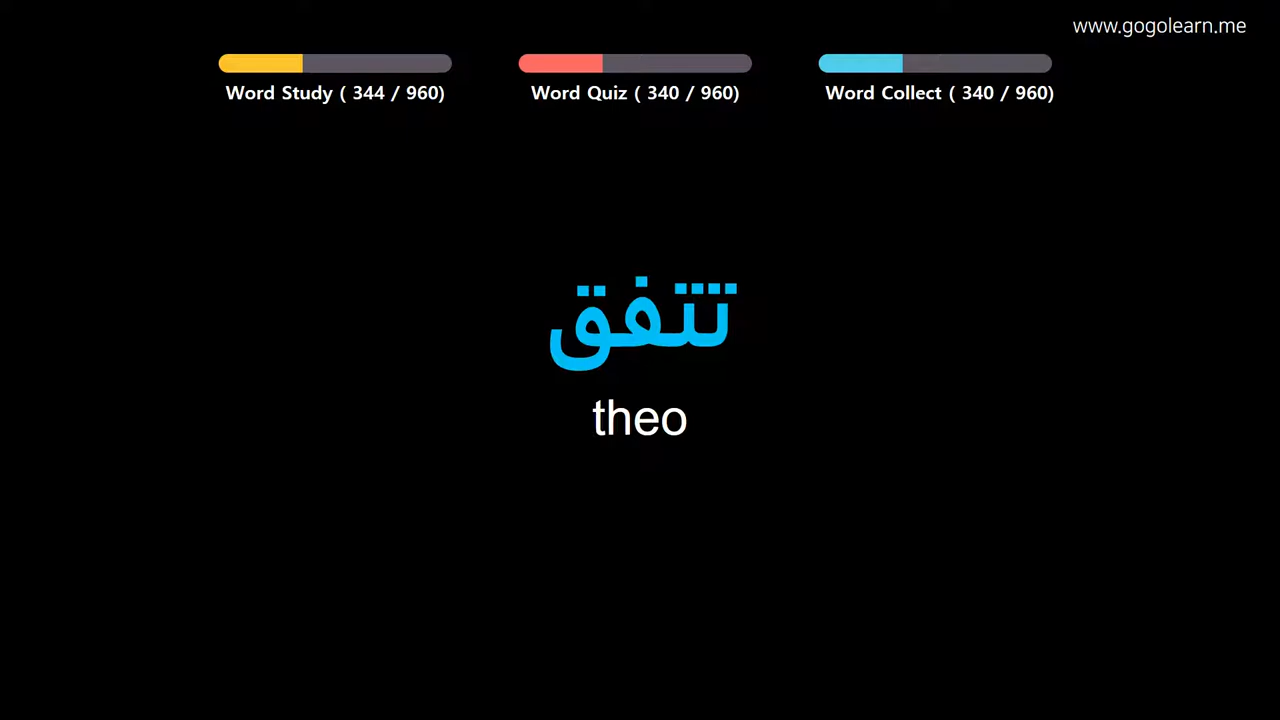 www.gogolearn.me
Word Study ( 344 / 960)
Word Quiz ( 340 / 960)
Word Collect ( 340 / 960)
تتفق
theo